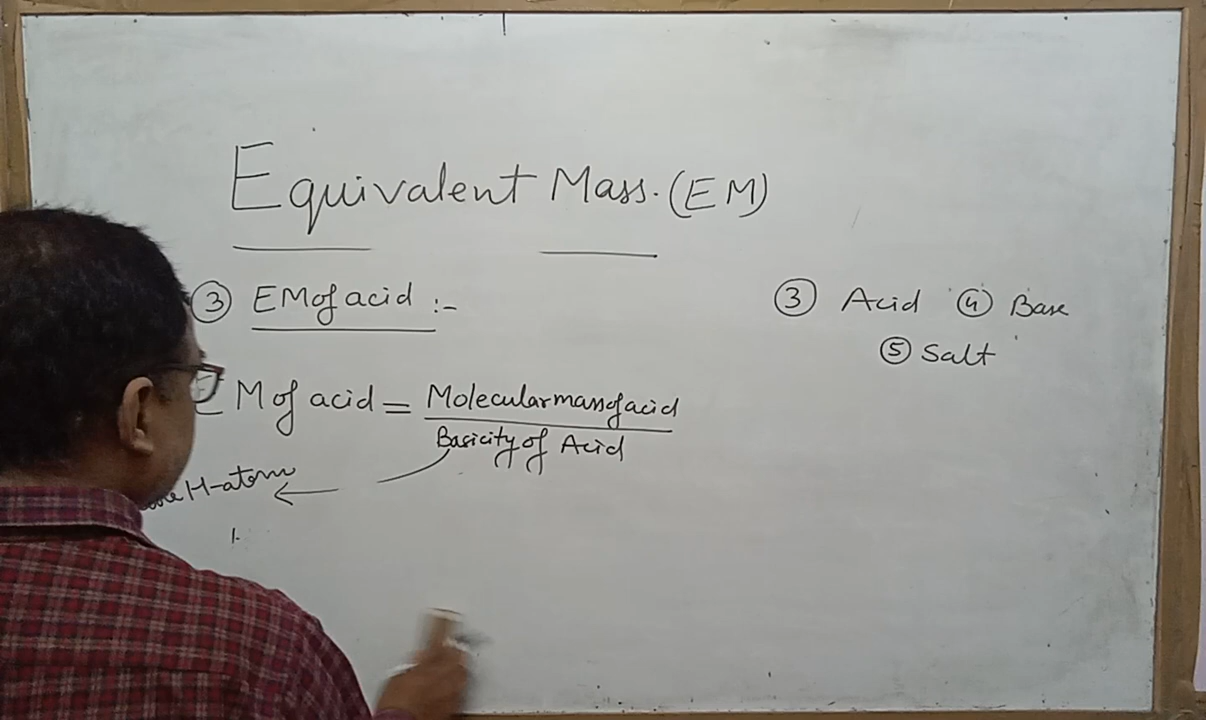 Equivalent Mass. (EM)
③ EM of acid :-
③ Acid ④ Base
⑤ Salt
E M of acid = Molecular mass of acid
Basicity of Acid
H-atom